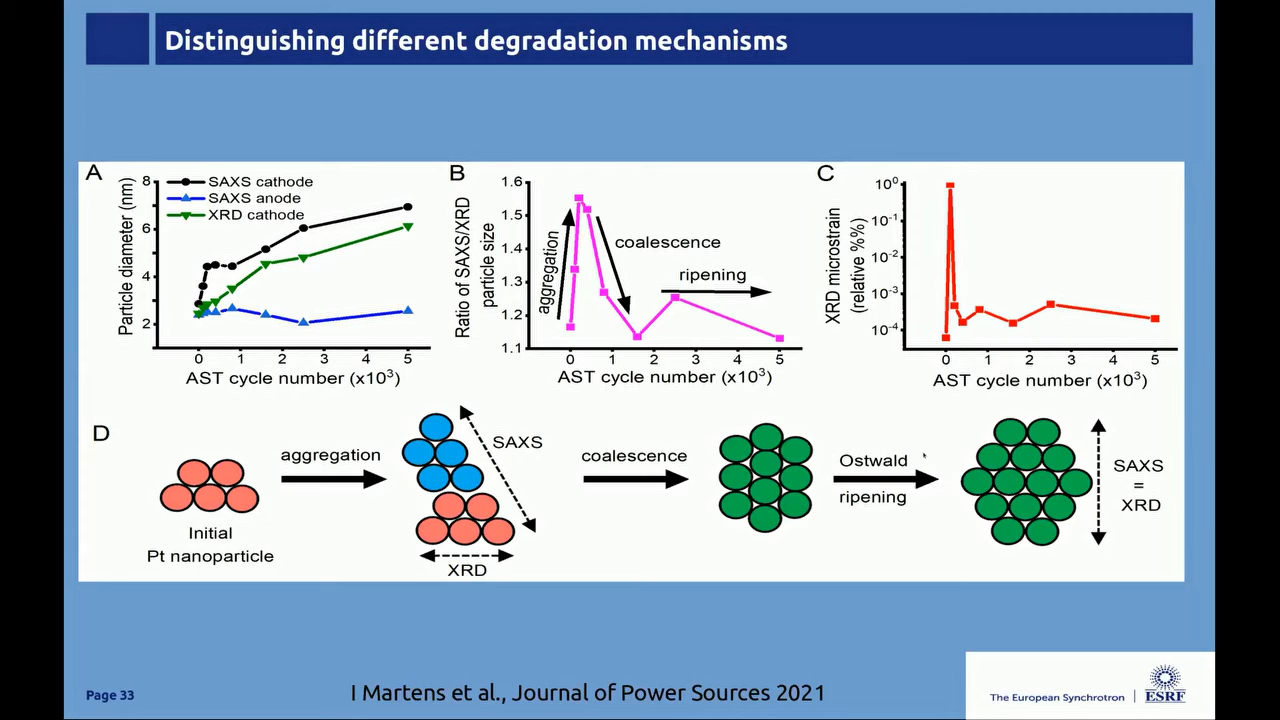 Distinguishing different degradation mechanisms
A
Particle diameter (nm)
8
6
4
2
SAXS cathode
SAXS anode
XRD cathode
0 1 2 3 4 5
AST cycle number (x10³)
B
Ratio of SAXS/XRD
particle size
1.6
1.5
1.4
1.3
1.2
1.1
aggregation
coalescence
ripening
0 1 2 3 4 5
AST cycle number (x10³)
C
XRD microstrain
(relative %%)
10⁰
10⁻¹
10⁻²
10⁻³
10⁻⁴
0 1 2 3 4 5
AST cycle number (x10³)
D
Initial
Pt nanoparticle
aggregation
SAXS
XRD
coalescence
Ostwald
ripening
SAXS
=
XRD
Page 33
I Martens et al., Journal of Power Sources 2021
The European Synchrotron
ESRF